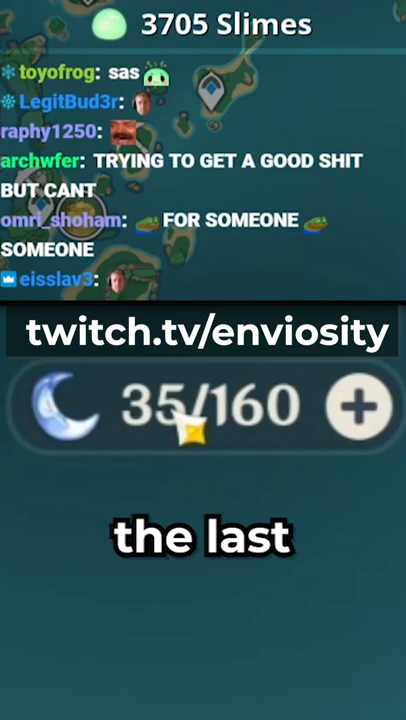 3705 Slimes
toyofrog: sas
LegitBud3r:
raphy1250:
archwfer: TRYING TO GET A GOOD SHIT
BUT CANT
omri_shoham: FOR SOMEONE
SOMEONE
eisslav3:
twitch.tv/enviosity
35/160
the last